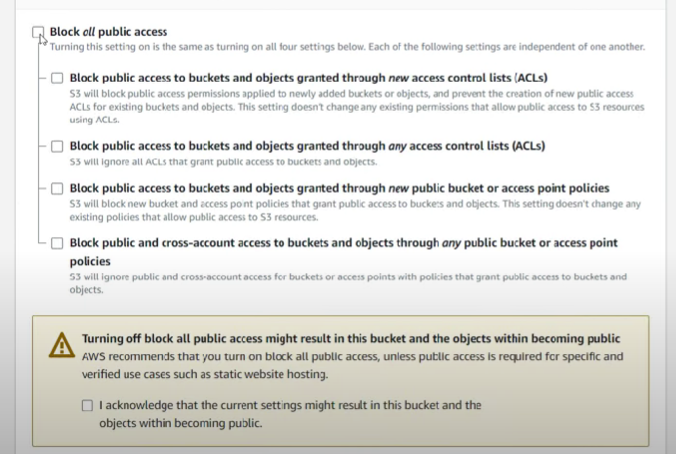 Block all public access
Turning this setting on is the same as turning on all four settings below. Each of the following settings are independent of one another.
Block public access to buckets and objects granted through new access control lists (ACLs)
S3 will block public access permissions applied to newly added buckets or objects, and prevent the creation of new public access
ACLs for existing buckets and objects. This setting doesn't change any existing permissions that allow public access to S3 resources
using ACLs.
Block public access to buckets and objects granted through any access control lists (ACLs)
S3 will ignore all ACLs that grant public access to buckets and objects.
Block public access to buckets and objects granted through new public bucket or access point policies
S3 will block new bucket and access point policies that grant public access to buckets and objects. This setting doesn't change any
existing policies that allow public access to S3 resources.
Block public and cross-account access to buckets and objects through any public bucket or access point
policies
S3 will ignore public and cross-account access for buckets or access points with policies that grant public access to buckets and
objects.
Turning off block all public access might result in this bucket and the objects within becoming public
AWS recommends that you turn on block all public access, unless public access is required for specific and
verified use cases such as static website hosting.
I acknowledge that the current settings might result in this bucket and the
objects within becoming public.